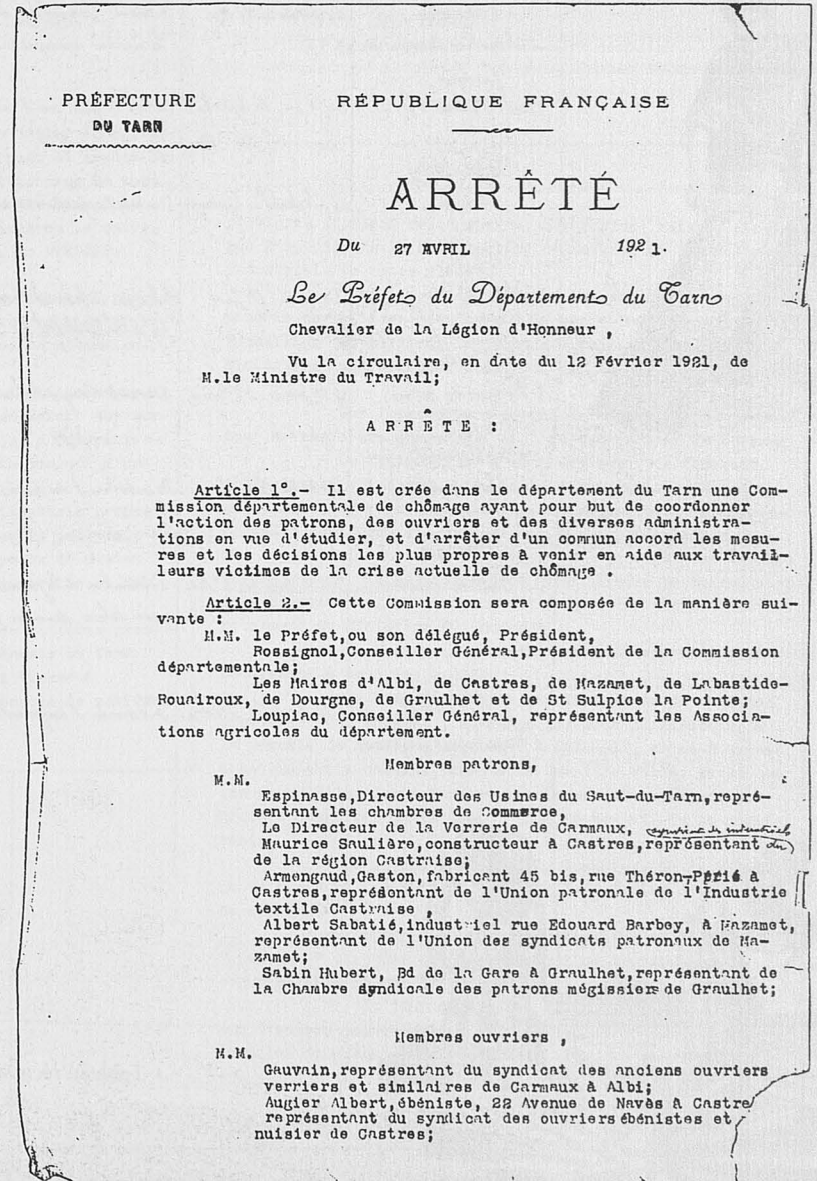 PRÉFECTURE
DU TARN
RÉPUBLIQUE FRANÇAISE
ARRÊTÉ
Du 27 AVRIL 1921.
Le Préfet du Département du Tarn
Chevalier de la Légion d'Honneur ,
Vu la circulaire, en date du 12 Février 1921, de
M.le Ministre du Travail;
A R R Ê T E :
Article 1°.- Il est crée dans le département du Tarn une Com-
mission départementale de chômage ayant pour but de coordonner
l'action des patrons, des ouvriers et des diverses administra-
tions en vue d'étudier, et d'arrêter d'un commun accord les mesu-
res et les décisions les plus propres à venir en aide aux travail-
leurs victimes de la crise actuelle de chômage .
Article 2.- Cette Commission sera composée de la manière sui-
vante :
M.M. le Préfet,ou son délégué, Président,
Rossignol,Conseiller Général,Président de la Commission
départementale;
Les Maires d'Albi, de Castres, de Mazamet, de Labastide-
Rouairoux, de Dourgne, de Graulhet et de St Sulpice la Pointe;
Loupiac, Conseiller Général, représentant les Associa-
tions agricoles du département.
Membres patrons,
M.M.
Espinasse,Directeur des Usines du Saut-du-Tarn,repré-
sentant les chambres de Commerce,
Le Directeur de la Verrerie de Carmaux,
Maurice Saulière,constructeur à Castres,représentant du syndicat des industriels
de la région Castraise;
Armengaud,Gaston,fabricant 45 bis,rue Théron-Périé à
Castres,représentant de l'Union patronale de l'Industrie
textile Castraise ,
Albert Sabatié,industriel rue Edouard Barbey, à Mazamet,
représentant de l'Union des syndicats patronaux de Ma-
zamet;
Sabin Hubert, Bd de la Gare à Graulhet,représentant de
la Chambre syndicale des patrons mégissiers de Graulhet;
Membres ouvriers ,
M.M.
Gauvain,représentant du syndicat des anciens ouvriers
verriers et similaires de Carmaux à Albi;
Augier Albert,ébéniste, 22 Avenue de Navès à Castre
représentant du syndicat des ouvriers ébénistes et
nuisier de Castres;